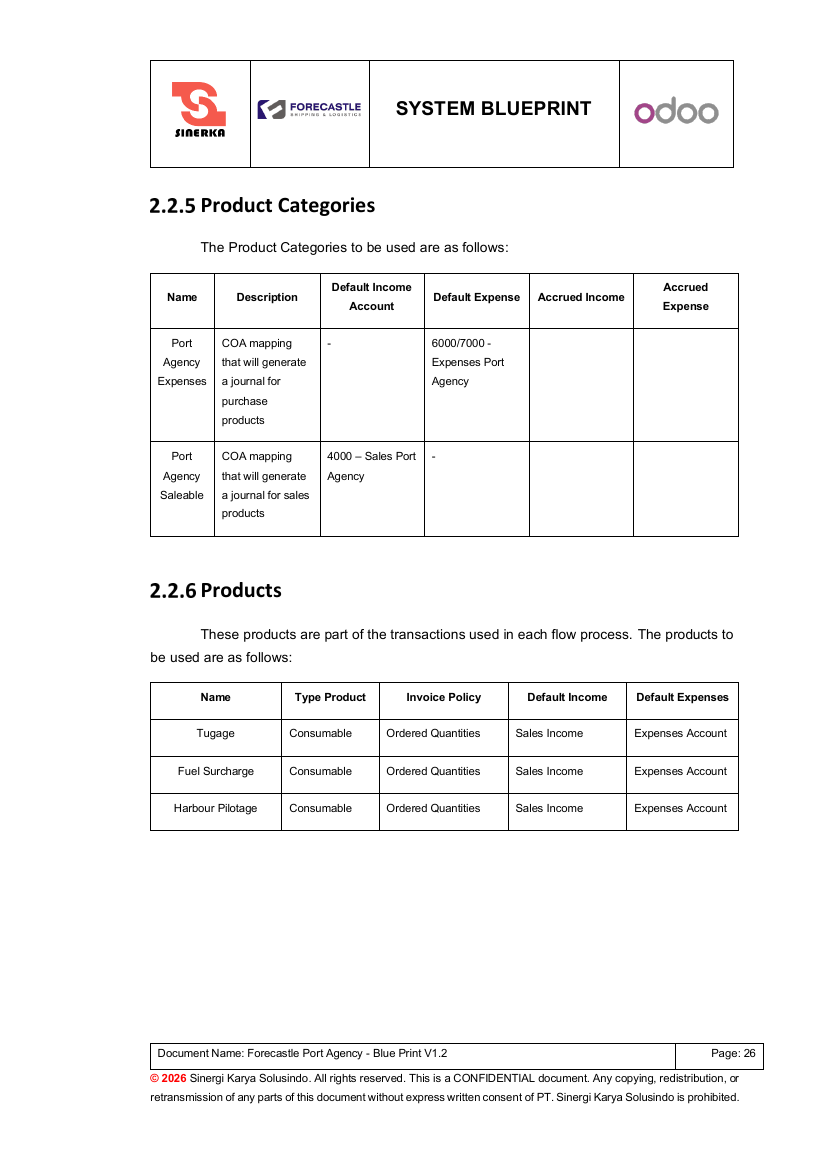 SINERKA
FORECASTLE
SHIPPING & LOGISTICS
SYSTEM BLUEPRINT
odoo
2.2.5 Product Categories
The Product Categories to be used are as follows:
Name Description Default Income Account Default Expense Accrued Income Accrued Expense
Port Agency Expenses COA mapping that will generate a journal for purchase products - 6000/7000 - Expenses Port Agency
Port Agency Saleable COA mapping that will generate a journal for sales products 4000 – Sales Port Agency -
2.2.6 Products
These products are part of the transactions used in each flow process. The products to
be used are as follows:
Name Type Product Invoice Policy Default Income Default Expenses
Tugage Consumable Ordered Quantities Sales Income Expenses Account
Fuel Surcharge Consumable Ordered Quantities Sales Income Expenses Account
Harbour Pilotage Consumable Ordered Quantities Sales Income Expenses Account
Document Name: Forecastle Port Agency - Blue Print V1.2 Page: 26
© 2026 Sinergi Karya Solusindo. All rights reserved. This is a CONFIDENTIAL document. Any copying, redistribution, or
retransmission of any parts of this document without express written consent of PT. Sinergi Karya Solusindo is prohibited.